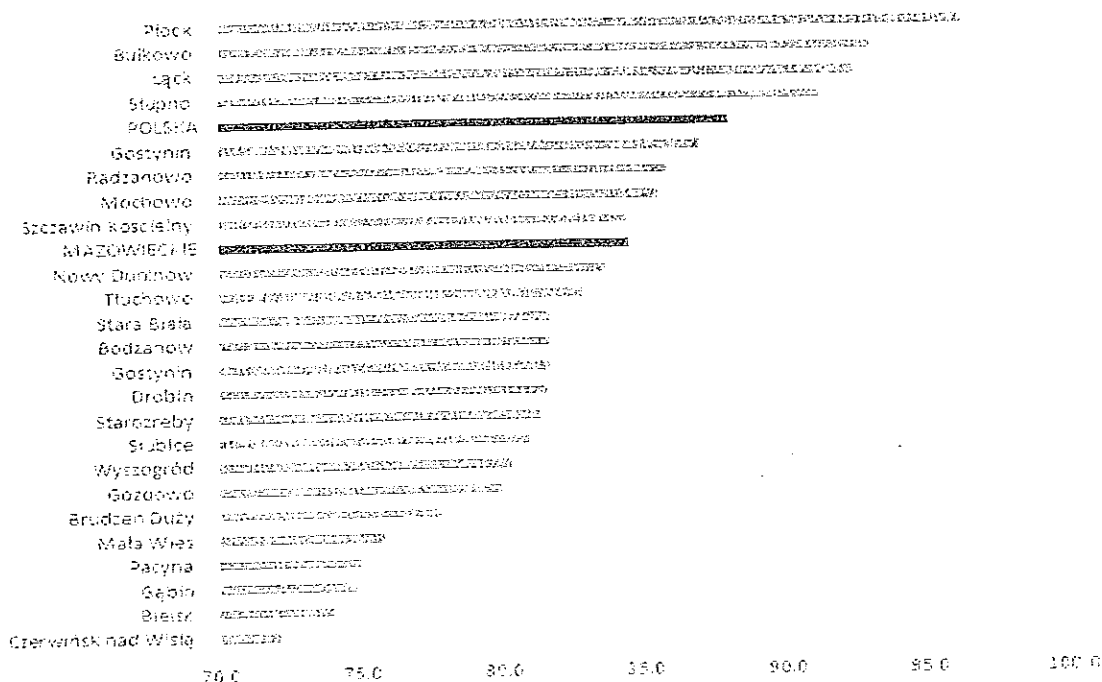 Płock
Bulkowo
Łąck
Słupno
POLSKA
Gostynin
Radzanowo
Mochowo
Szczawin Kościelny
MAZOWIECKIE
Nowy Duninów
Tłuchowo
Stara Biała
Bodzanów
Gostynin
Drobin
Starozreby
Słubice
Wyszogród
Gozdowo
Brudzeń Duży
Mała Wieś
Pacyna
Gąbin
Bielsk
Czerwińsk nad Wisłą
70.0 75.0 80.0 85.0 90.0 95.0 100.0